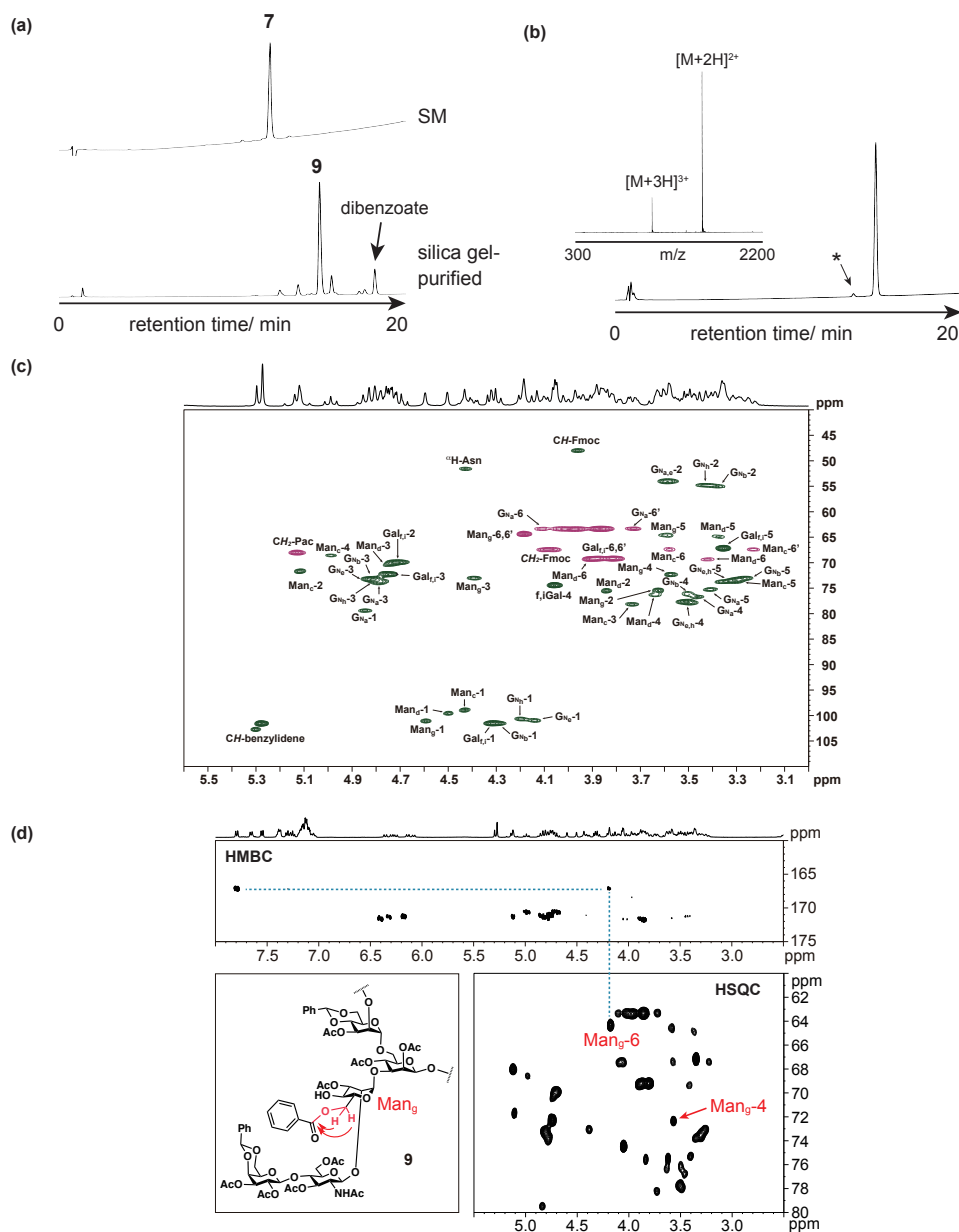 (a)
7
SM
9
dibenzoate
silica gel-
purified
0
retention time/ min
20
(b)
[M+2H]²⁺
[M+3H]³⁺
300
m/z
2200
*
0
retention time/ min
20
(c)
ppm
CH-Fmoc
αH-Asn
GNa,e-2
GNh-2
GNb-2
GNa-6
GNa-6'
Mang-5
Mand-5
Mang-6,6'
Galf,i-5
CH₂-Pac
Manc-4
Mand-3
Galf,i-2
CH₂-Fmoc
Galf,i-6,6'
Manc-6
Manc-6'
GNb-3
Mand-6
Mang-4
Mand-6
GNe-3
Manc-2
Galf,i-3
Mang-3
f,iGal-4
Mand-2
GNe,h-5
GNb-5
GNb-4
Manc-5
GNh-3
GNa-3
Mang-2
GNa-5
GNa-1
Manc-3
Mand-4
GNa-4
GNe,h-4
Manc-1
GNh-1
Mand-1
GNe-1
Mang-1
Galf,i-1
GNb-1
CH-benzylidene
45
50
55
60
65
70
75
80
85
90
95
100
105
5.5 5.3 5.1 4.9 4.7 4.5 4.3 4.1 3.9 3.7 3.5 3.3 3.1
ppm
(d)
ppm
HMBC
165
170
175
7.5 7.0 6.5 6.0 5.5 5.0 4.5 4.0 3.5 3.0
ppm
ppm
Ph
O
O
O
O
AcO
O
OAc
O
AcO
O
O
AcO
HO
O
O
Mang
O
H H
O
Ph
9
O
O
O
AcO
AcO
O
OAc
O
AcO
NHAc
O
HSQC
Mang-6
Mang-4
62
64
66
68
70
72
74
76
78
80
5.0 4.5 4.0 3.5 3.0
ppm